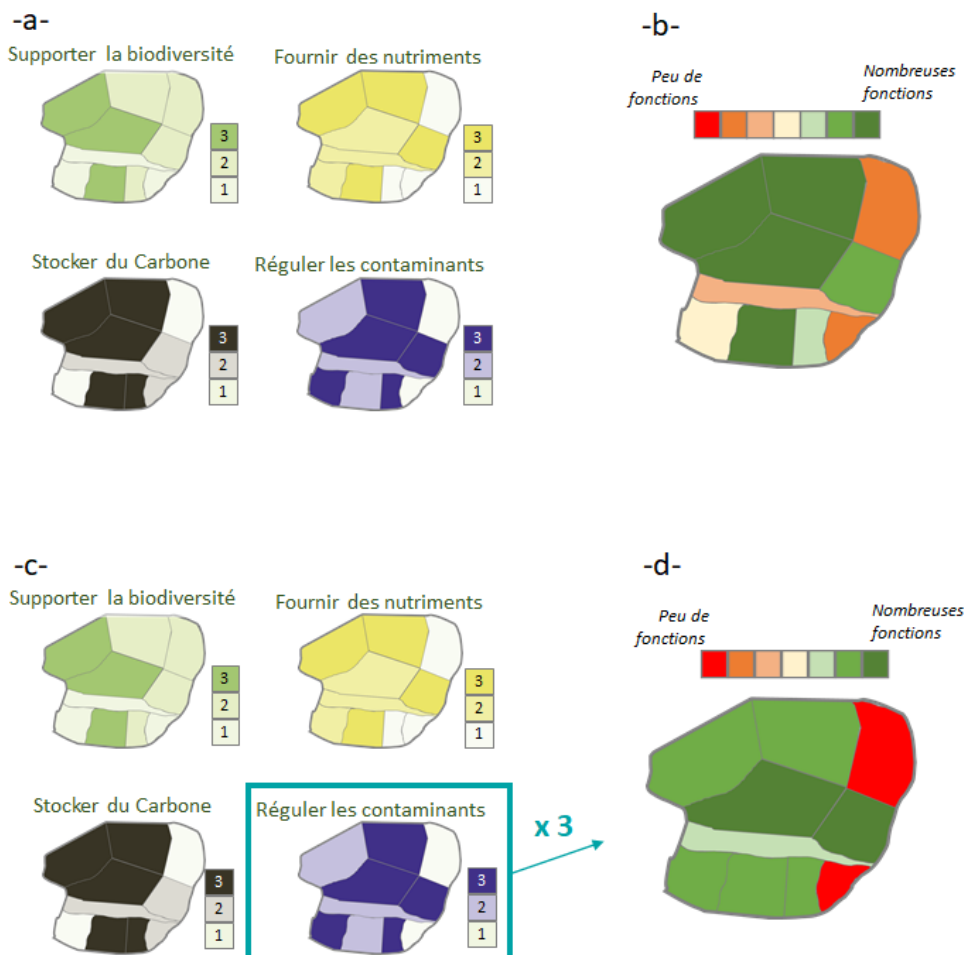 -a-
Supporter la biodiversité
Fournir des nutriments
3
2
1
3
2
1
Stocker du Carbone
Réguler les contaminants
3
2
1
3
2
1
-b-
Peu de
fonctions
Nombreuses
fonctions
-c-
Supporter la biodiversité
Fournir des nutriments
3
2
1
3
2
1
Stocker du Carbone
Réguler les contaminants
x 3
3
2
1
3
2
1
-d-
Peu de
fonctions
Nombreuses
fonctions